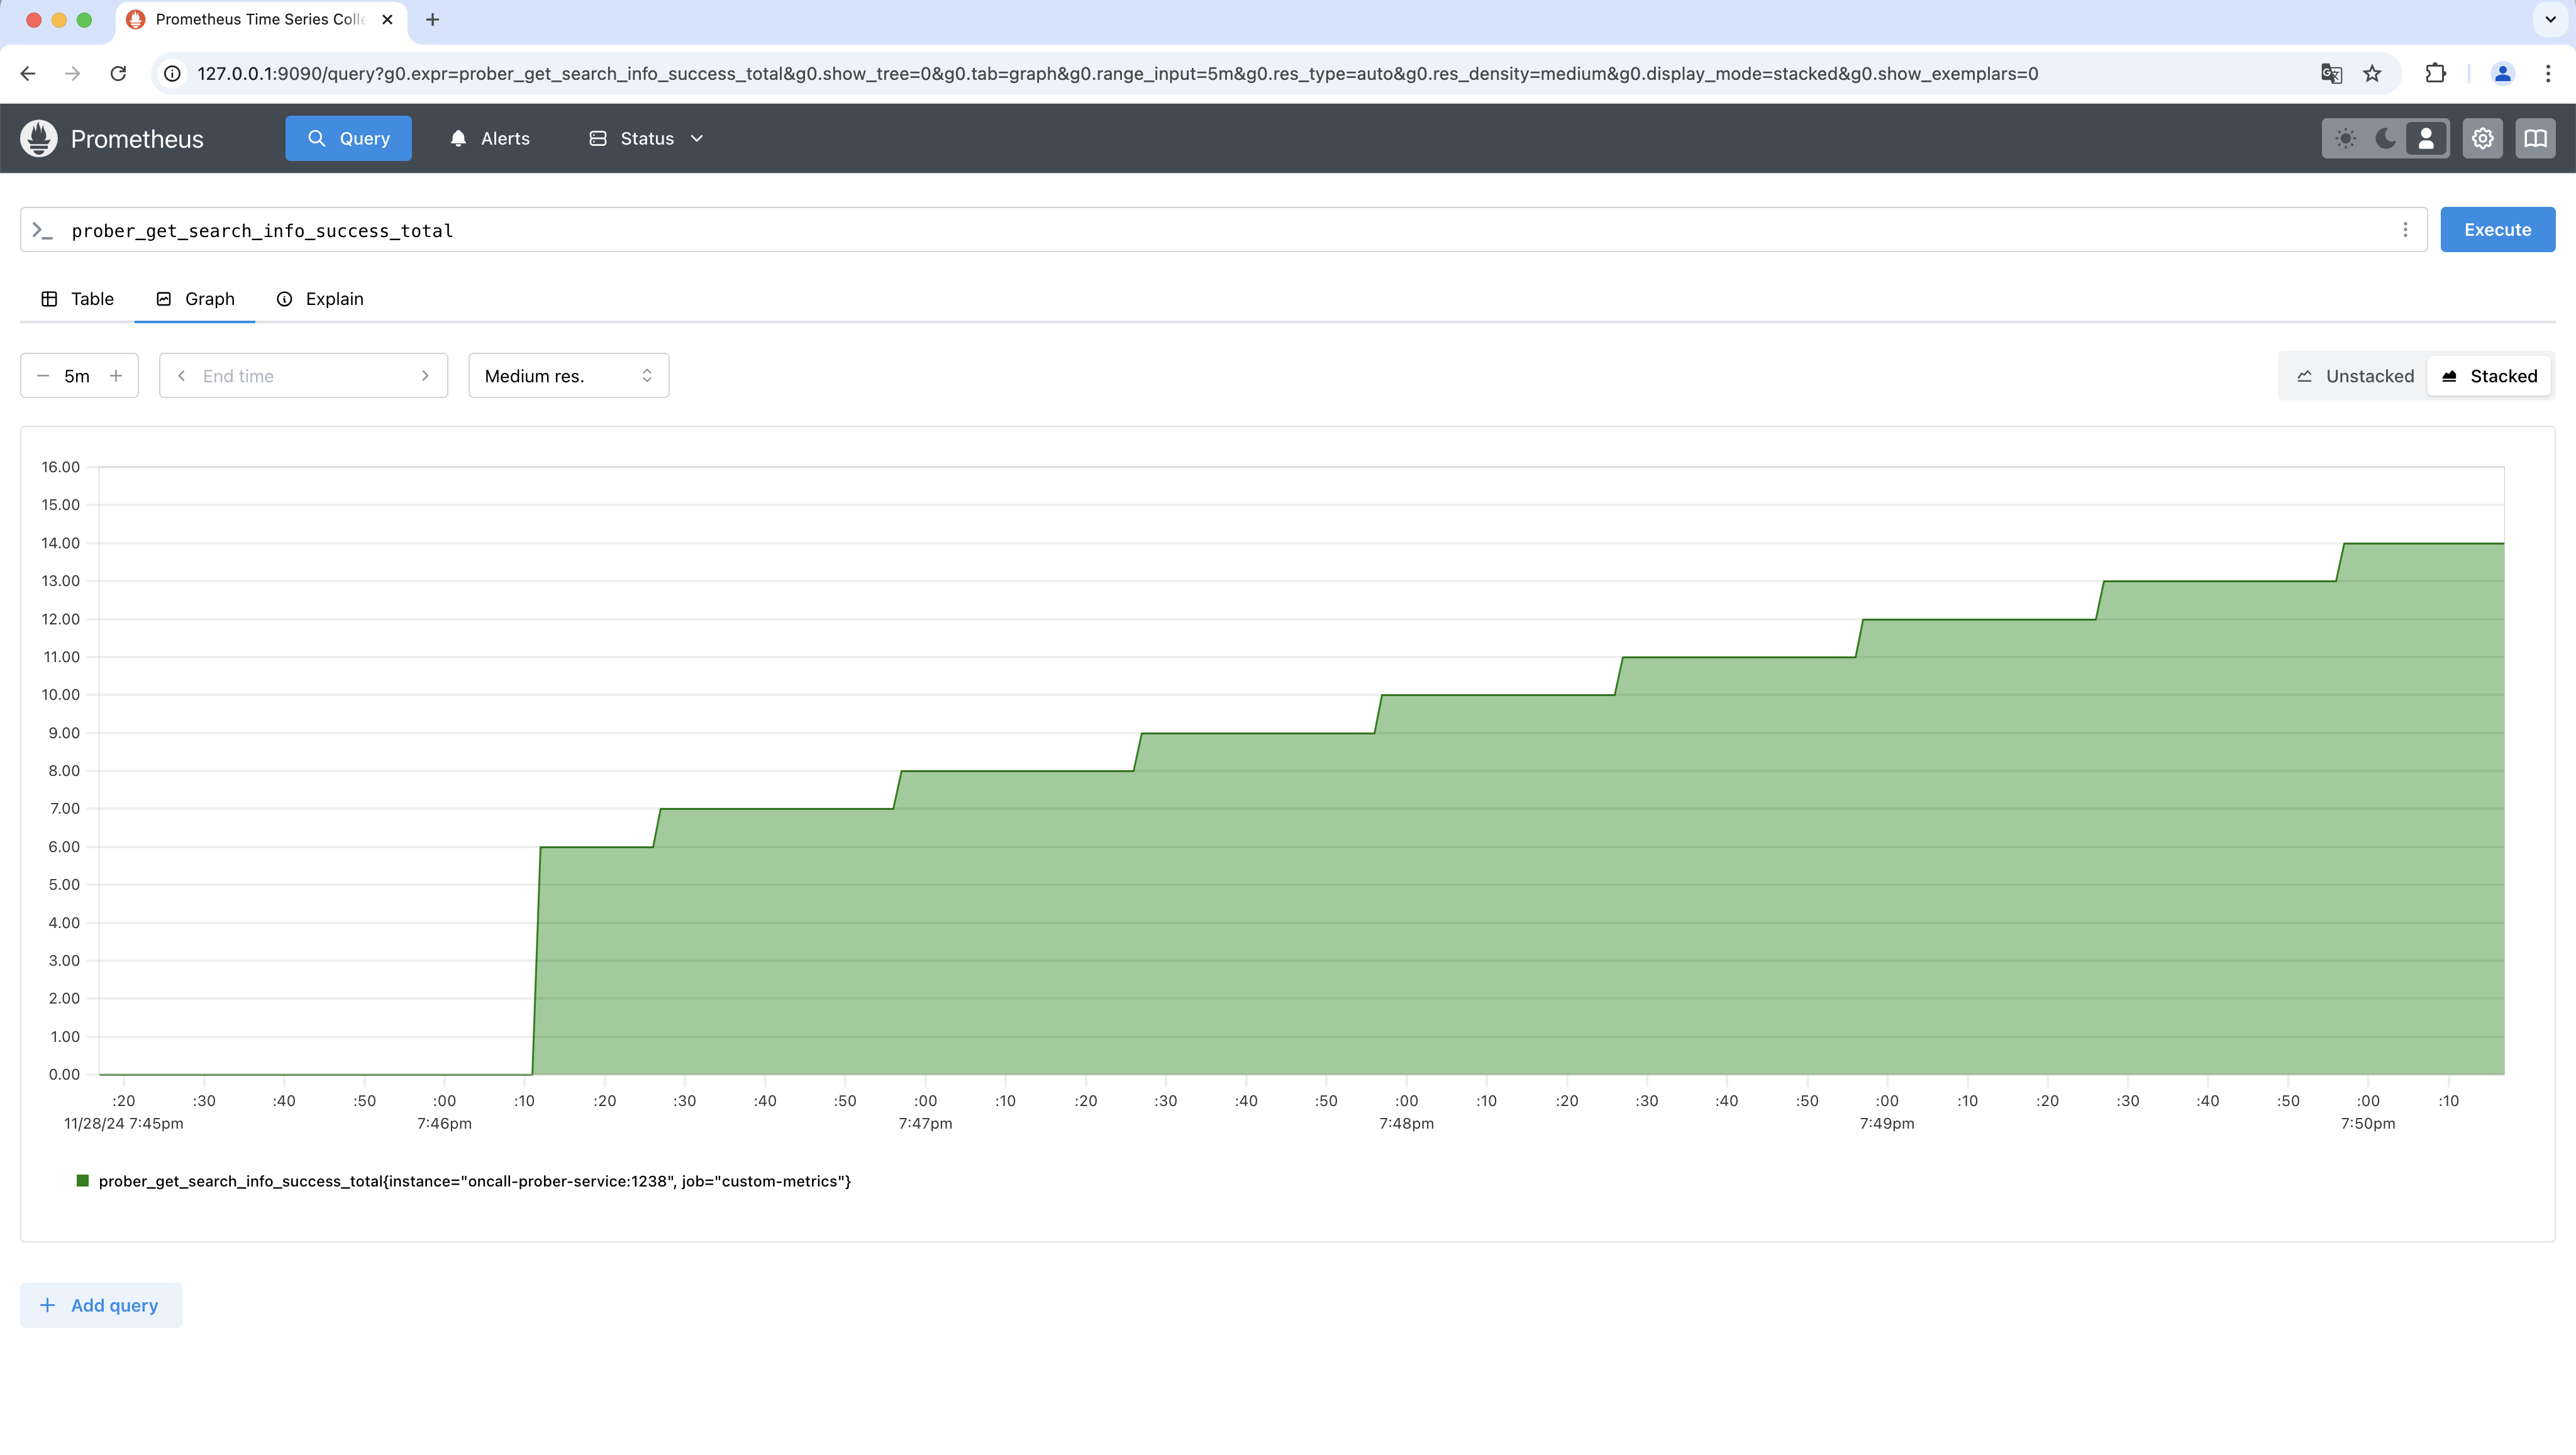 Prometheus Time Series Colle
127.0.0.1:9090/query?g0.expr=prober_get_search_info_success_total&g0.show_tree=0&g0.tab=graph&g0.range_input=5m&g0.res_type=auto&g0.res_density=medium&g0.display_mode=stacked&g0.show_exemplars=0
Prometheus Query Alerts Status
prober_get_search_info_success_total Execute
Table Graph Explain
5m End time Medium res. Unstacked Stacked
16.00
15.00
14.00
13.00
12.00
11.00
10.00
9.00
8.00
7.00
6.00
5.00
4.00
3.00
2.00
1.00
0.00
:20 :30 :40 :50 :00 :10 :20 :30 :40 :50 :00 :10 :20 :30 :40 :50 :00 :10 :20 :30 :40 :50 :00 :10 :20 :30 :40 :50 :00 :10
11/28/24 7:45pm 7:46pm 7:47pm 7:48pm 7:49pm 7:50pm
prober_get_search_info_success_total{instance="oncall-prober-service:1238", job="custom-metrics"}
Add query